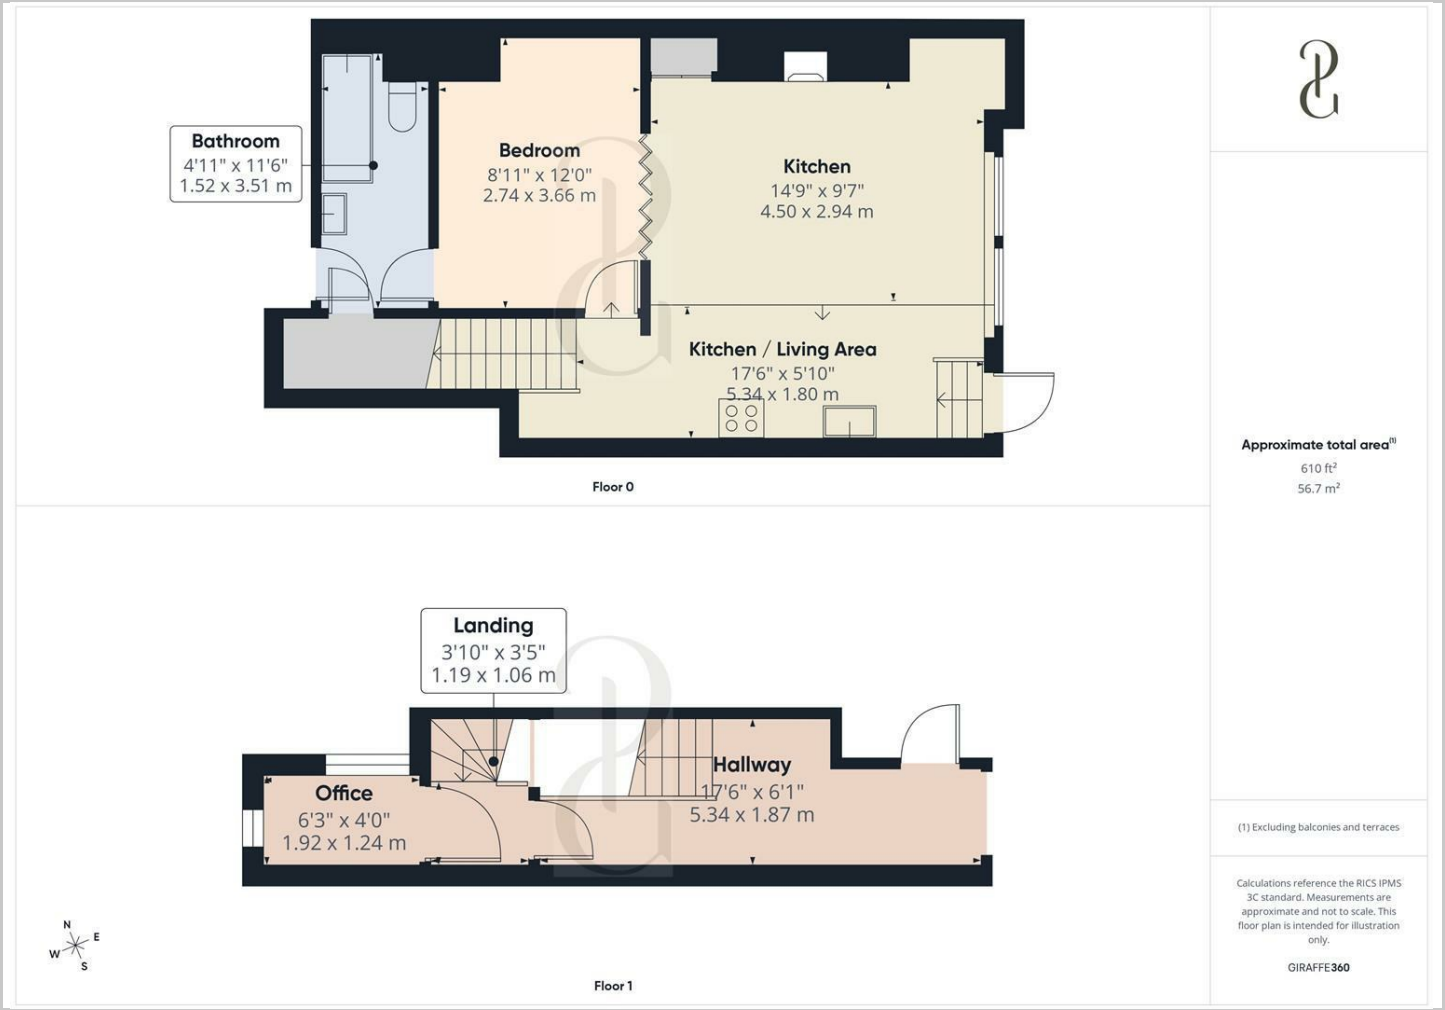 Bathroom
4'11" x 11'6"
1.52 x 3.51 m
Bedroom
8'11" x 12'0"
2.74 x 3.66 m
Kitchen
14'9" x 9'7"
4.50 x 2.94 m
Kitchen / Living Area
17'6" x 5'10"
5.34 x 1.80 m
Floor 0
Landing
3'10" x 3'5"
1.19 x 1.06 m
Office
6'3" x 4'0"
1.92 x 1.24 m
Hallway
17'6" x 6'1"
5.34 x 1.87 m
N
E
W
S
Floor 1
Approximate total area(1)
610 ft²
56.7 m²
(1) Excluding balconies and terraces
Calculations reference the RICS IPMS
3C standard. Measurements are
approximate and not to scale. This
floor plan is intended for illustration
only.
GIRAFFE360